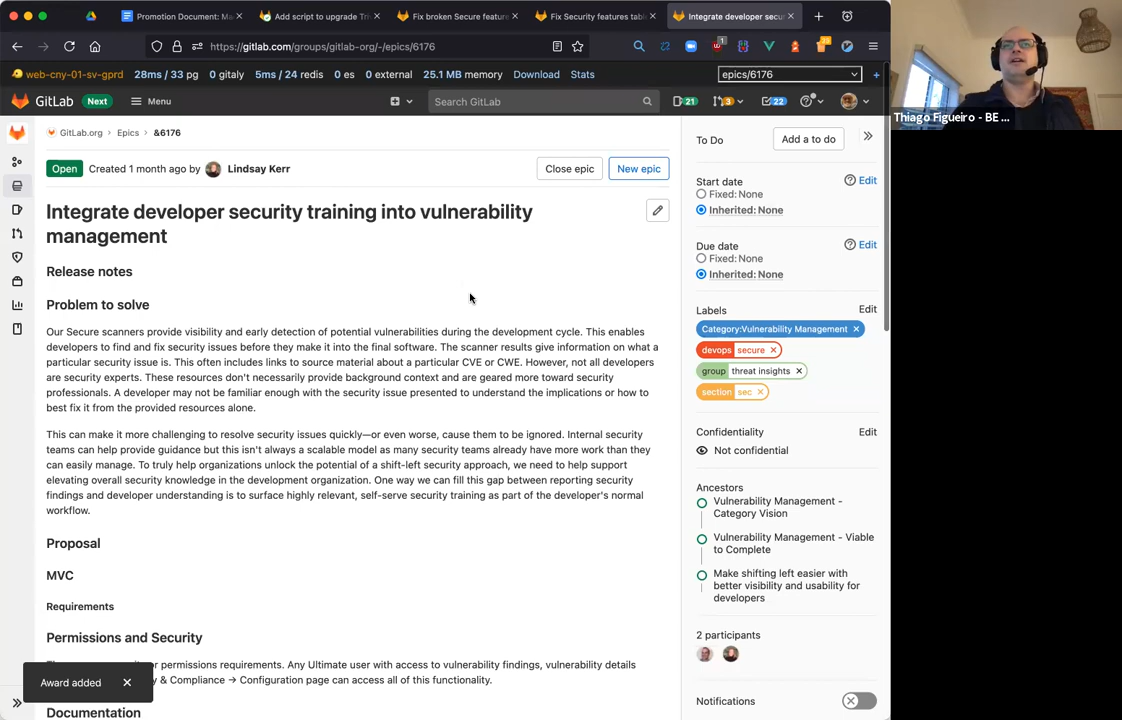 Promotion Document: Ma
Add script to upgrade Tri
Fix broken Secure featur
Fix Security features tabl
Integrate developer secu
https://gitlab.com/groups/gitlab-org/-/epics/6176
1
29
web-cny-01-sv-gprd 28ms / 33 pg 0 gitaly 5ms / 24 redis 0 es 0 external 25.1 MB memory Download Stats epics/6176 +
GitLab Next Menu Search GitLab 21 3 22
Thiago Figueiro - BE ...
GitLab.org › Epics › &6176
Open Created 1 month ago by Lindsay Kerr Close epic New epic
Integrate developer security training into vulnerability
management
Release notes
Problem to solve
Our Secure scanners provide visibility and early detection of potential vulnerabilities during the development cycle. This enables
developers to find and fix security issues before they make it into the final software. The scanner results give information on what a
particular security issue is. This often includes links to source material about a particular CVE or CWE. However, not all developers
are security experts. These resources don't necessarily provide background context and are geared more toward security
professionals. A developer may not be familiar enough with the security issue presented to understand the implications or how to
best fix it from the provided resources alone.
This can make it more challenging to resolve security issues quickly—or even worse, cause them to be ignored. Internal security
teams can help provide guidance but this isn't always a scalable model as many security teams already have more work than they
can easily manage. To truly help organizations unlock the potential of a shift-left security approach, we need to help support
elevating overall security knowledge in the development organization. One way we can fill this gap between reporting security
findings and developer understanding is to surface highly relevant, self-serve security training as part of the developer's normal
workflow.
Proposal
MVC
Requirements
Permissions and Security
or permissions requirements. Any Ultimate user with access to vulnerability findings, vulnerability details
y & Compliance → Configuration page can access all of this functionality.
Award added
Documentation
To Do Add a to do
Start date Edit
Fixed: None
Inherited: None
Due date Edit
Fixed: None
Inherited: None
Labels Edit
Category:Vulnerability Management
devops secure
group threat insights
section sec
Confidentiality Edit
Not confidential
Ancestors
Vulnerability Management -
Category Vision
Vulnerability Management - Viable
to Complete
Make shifting left easier with
better visibility and usability for
developers
2 participants
Notifications